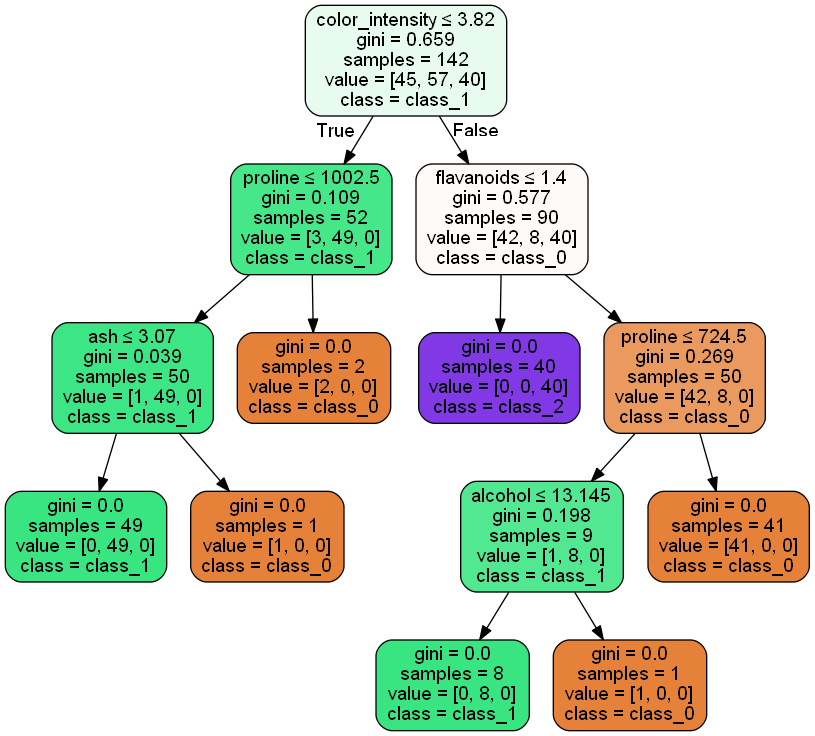 color_intensity ≤ 3.82
gini = 0.659
samples = 142
value = [45, 57, 40]
class = class_1
True
False
proline ≤ 1002.5
gini = 0.109
samples = 52
value = [3, 49, 0]
class = class_1
flavanoids ≤ 1.4
gini = 0.577
samples = 90
value = [42, 8, 40]
class = class_0
ash ≤ 3.07
gini = 0.039
samples = 50
value = [1, 49, 0]
class = class_1
gini = 0.0
samples = 2
value = [2, 0, 0]
class = class_0
gini = 0.0
samples = 40
value = [0, 0, 40]
class = class_2
proline ≤ 724.5
gini = 0.269
samples = 50
value = [42, 8, 0]
class = class_0
gini = 0.0
samples = 49
value = [0, 49, 0]
class = class_1
gini = 0.0
samples = 1
value = [1, 0, 0]
class = class_0
alcohol ≤ 13.145
gini = 0.198
samples = 9
value = [1, 8, 0]
class = class_1
gini = 0.0
samples = 41
value = [41, 0, 0]
class = class_0
gini = 0.0
samples = 8
value = [0, 8, 0]
class = class_1
gini = 0.0
samples = 1
value = [1, 0, 0]
class = class_0